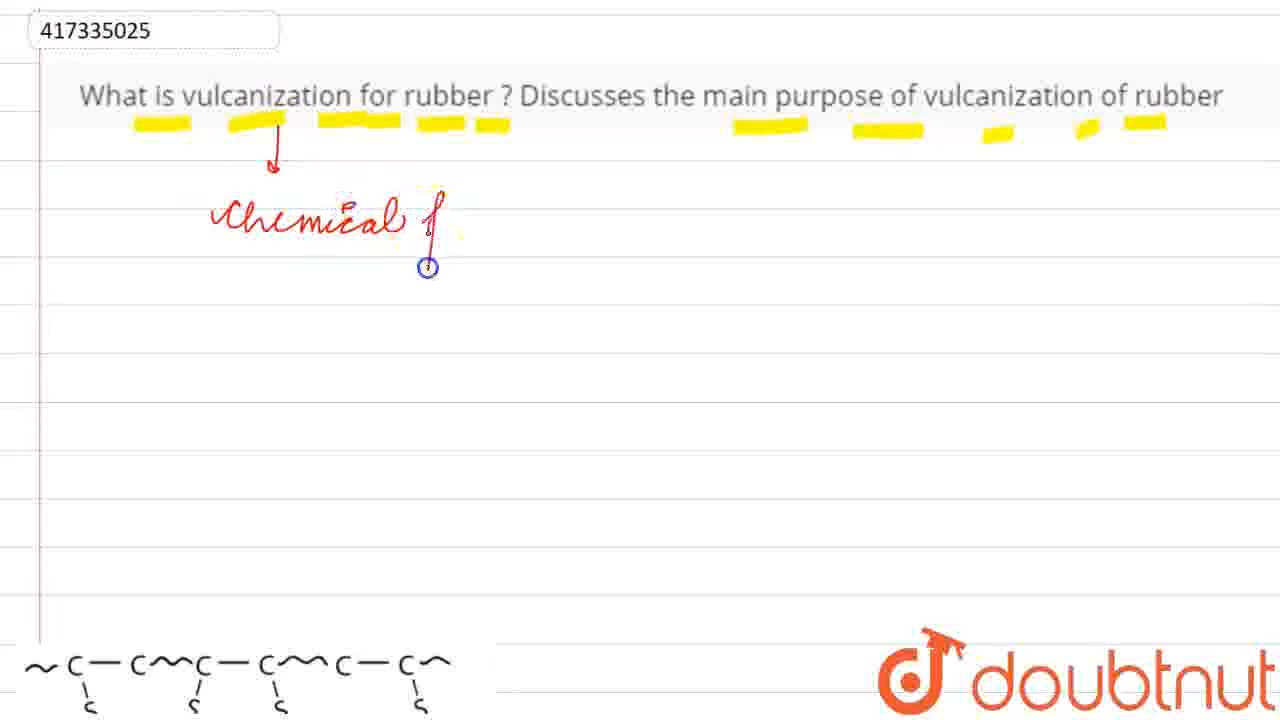 417335025
What is vulcanization for rubber ? Discusses the main purpose of vulcanization of rubber
Chemical p
~ C — C ~ C — C ~ C — C ~
S S S S
doubtnut